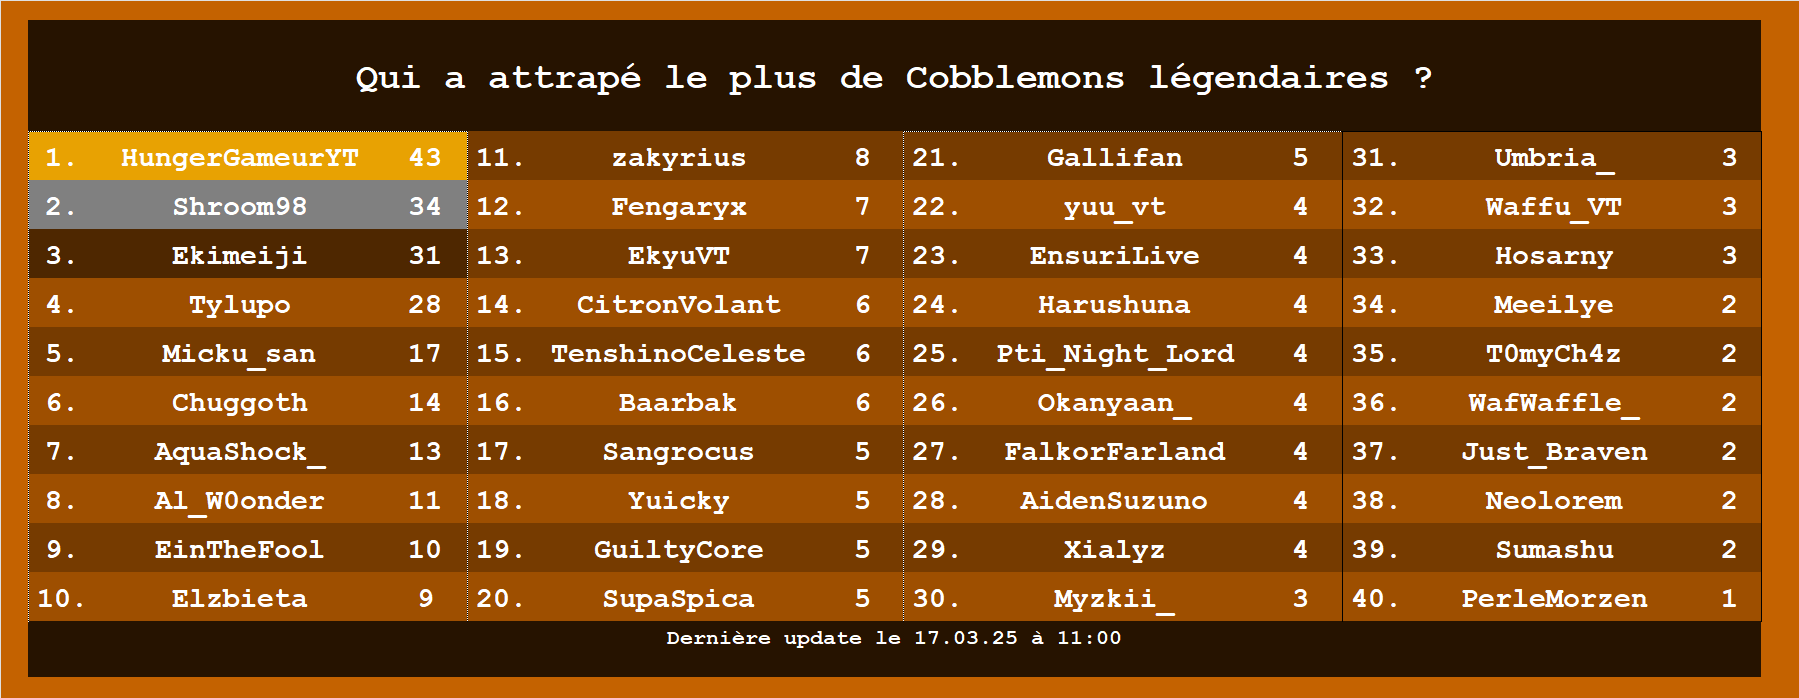 Qui a attrapé le plus de Cobblemons légendaires ?
1. HungerGameurYT 43
2. Shroom98 34
3. Ekimeiji 31
4. Tylupo 28
5. Micku_san 17
6. Chuggoth 14
7. AquaShock_ 13
8. Al_W0onder 11
9. EinTheFool 10
10. Elzbieta 9
11. zakyrius 8
12. Fengaryx 7
13. EkyuVT 7
14. CitronVolant 6
15. TenshinoCeleste 6
16. Baarbak 6
17. Sangrocus 5
18. Yuicky 5
19. GuiltyCore 5
20. SupaSpica 5
21. Gallifan 5
22. yuu_vt 4
23. EnsuriLive 4
24. Harushuna 4
25. Pti_Night_Lord 4
26. Okanyaan_ 4
27. FalkorFarland 4
28. AidenSuzuno 4
29. Xialyz 4
30. Myzkii_ 3
31. Umbria_ 3
32. Waffu_VT 3
33. Hosarny 3
34. Meeilye 2
35. T0myCh4z 2
36. WafWaffle_ 2
37. Just_Braven 2
38. Neolorem 2
39. Sumashu 2
40. PerleMorzen 1
Dernière update le 17.03.25 à 11:00